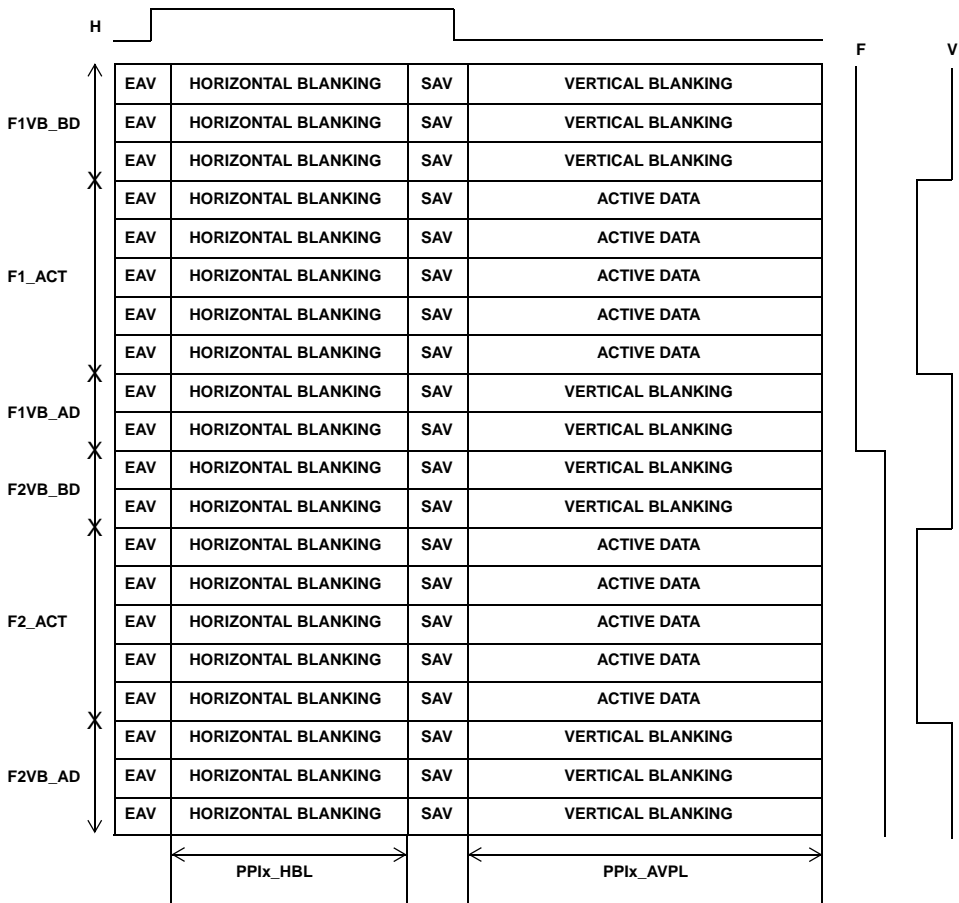 H
F V
EAV HORIZONTAL BLANKING SAV VERTICAL BLANKING
F1VB_BD EAV HORIZONTAL BLANKING SAV VERTICAL BLANKING
EAV HORIZONTAL BLANKING SAV VERTICAL BLANKING
EAV HORIZONTAL BLANKING SAV ACTIVE DATA
EAV HORIZONTAL BLANKING SAV ACTIVE DATA
F1_ACT EAV HORIZONTAL BLANKING SAV ACTIVE DATA
EAV HORIZONTAL BLANKING SAV ACTIVE DATA
EAV HORIZONTAL BLANKING SAV ACTIVE DATA
EAV HORIZONTAL BLANKING SAV VERTICAL BLANKING
F1VB_AD
EAV HORIZONTAL BLANKING SAV VERTICAL BLANKING
EAV HORIZONTAL BLANKING SAV VERTICAL BLANKING
F2VB_BD
EAV HORIZONTAL BLANKING SAV VERTICAL BLANKING
EAV HORIZONTAL BLANKING SAV ACTIVE DATA
EAV HORIZONTAL BLANKING SAV ACTIVE DATA
F2_ACT EAV HORIZONTAL BLANKING SAV ACTIVE DATA
EAV HORIZONTAL BLANKING SAV ACTIVE DATA
EAV HORIZONTAL BLANKING SAV ACTIVE DATA
EAV HORIZONTAL BLANKING SAV VERTICAL BLANKING
F2VB_AD EAV HORIZONTAL BLANKING SAV VERTICAL BLANKING
EAV HORIZONTAL BLANKING SAV VERTICAL BLANKING
PPIx_HBL PPIx_AVPL